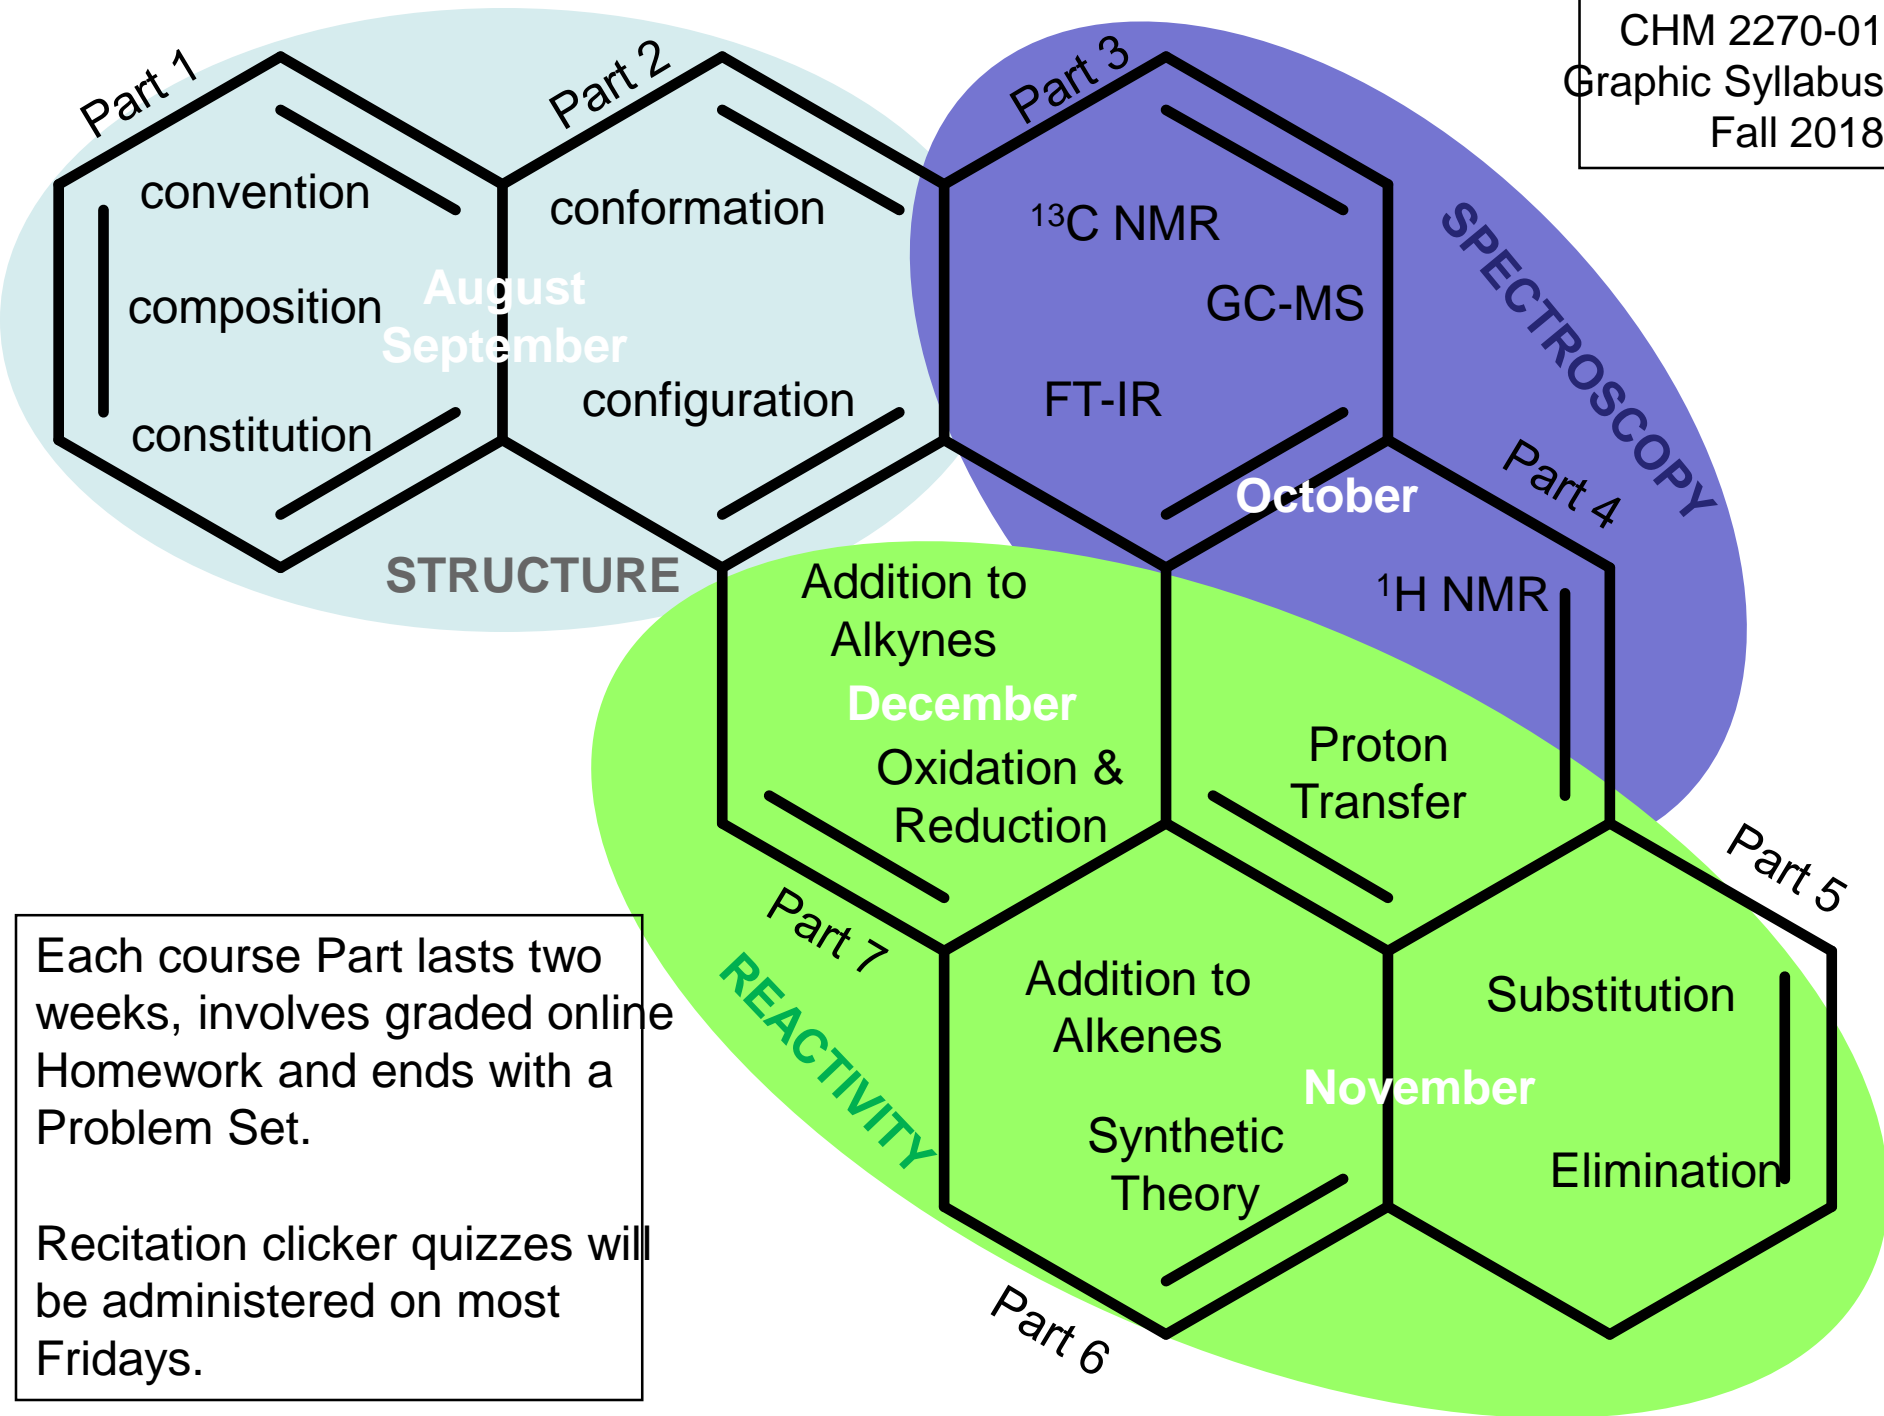 CHM 2270-01
Graphic Syllabus
Fall 2018
Part 1
convention
composition
constitution
August
September
Part 2
conformation
configuration
STRUCTURE
Part 3
¹³C NMR
GC-MS
FT-IR
SPECTROSCOPY
October
Part 4
¹H NMR
Proton
Transfer
Part 5
Substitution
Elimination
November
Part 6
Addition to
Alkenes
Synthetic
Theory
Part 7
Addition to
Alkynes
December
Oxidation &
Reduction
REACTIVITY
Each course Part lasts two
weeks, involves graded online
Homework and ends with a
Problem Set.
Recitation clicker quizzes will
be administered on most
Fridays.